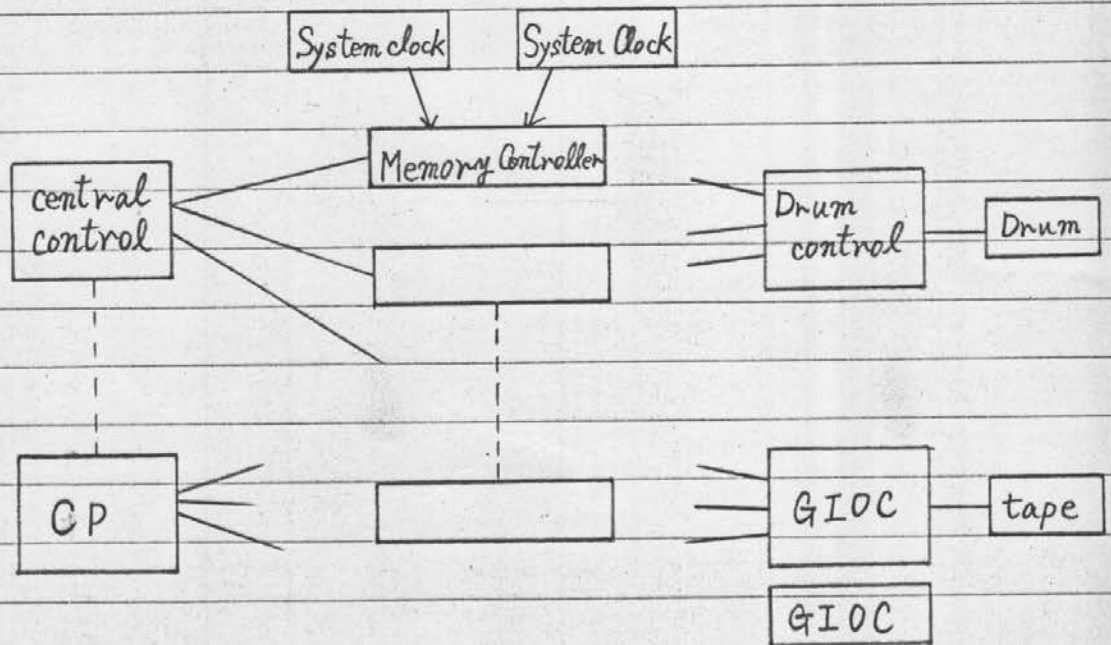 System clock
System Clock
Memory Controller
central
control
Drum
control
Drum
CP
GIOC
tape
GIOC